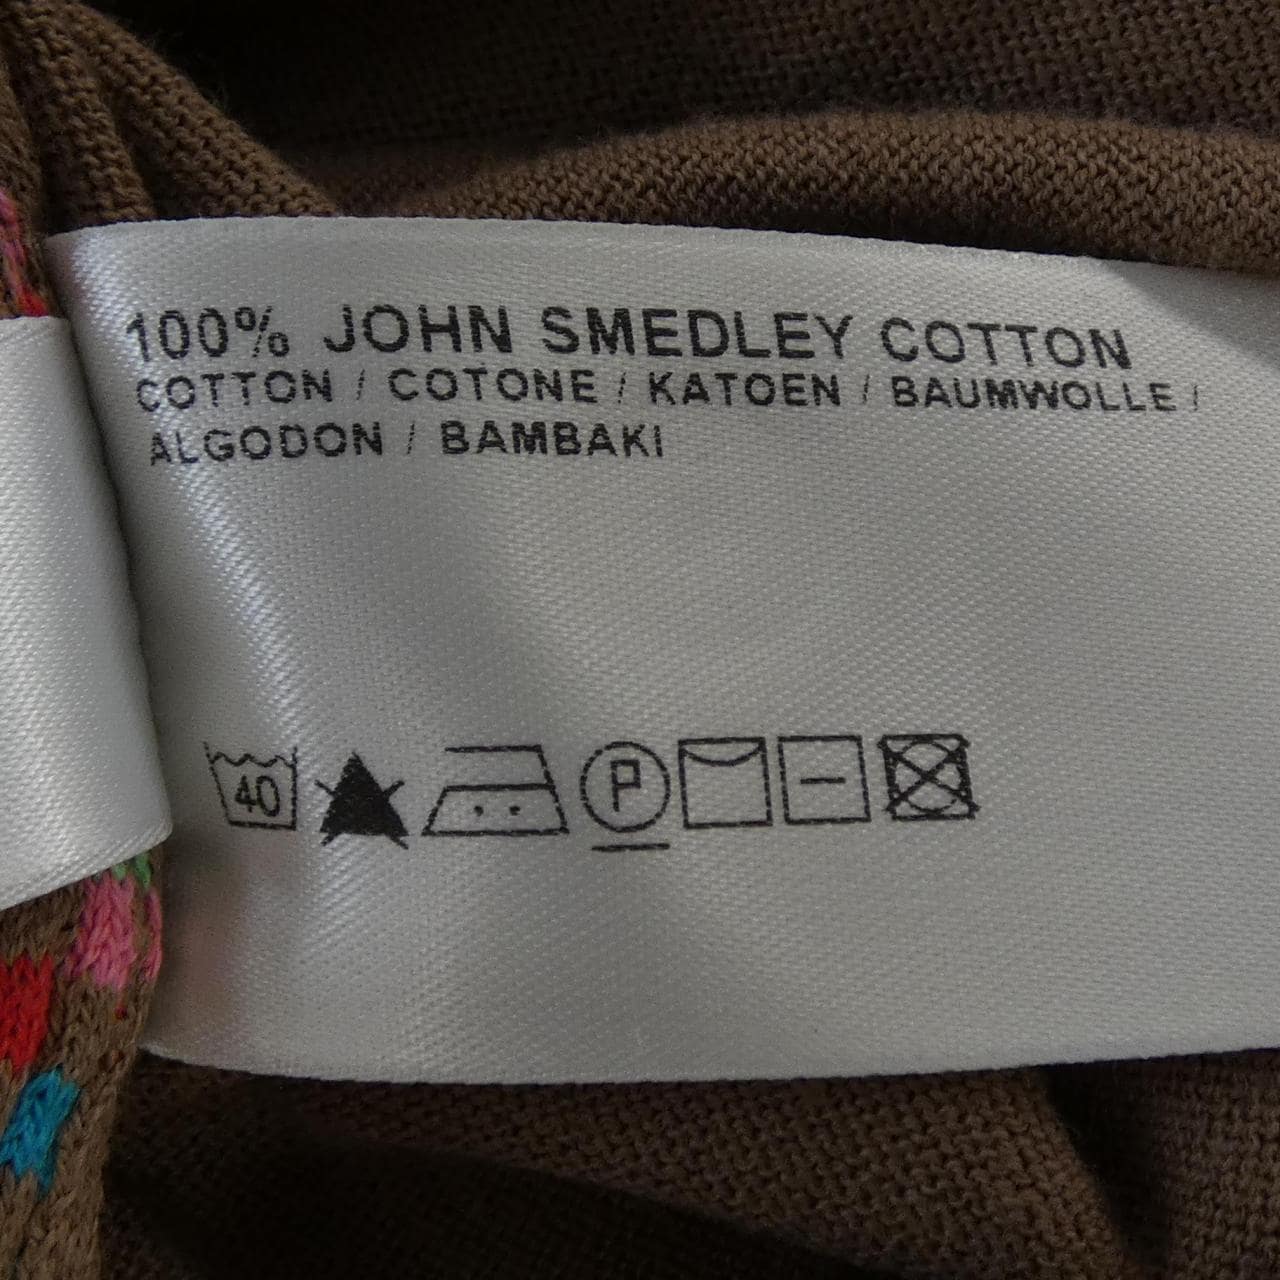 100% JOHN SMEDLEY COTTON
COTTON / COTONE / KATOEN / BAUMWOLLE /
ALGODON / BAMBAKI
40 P